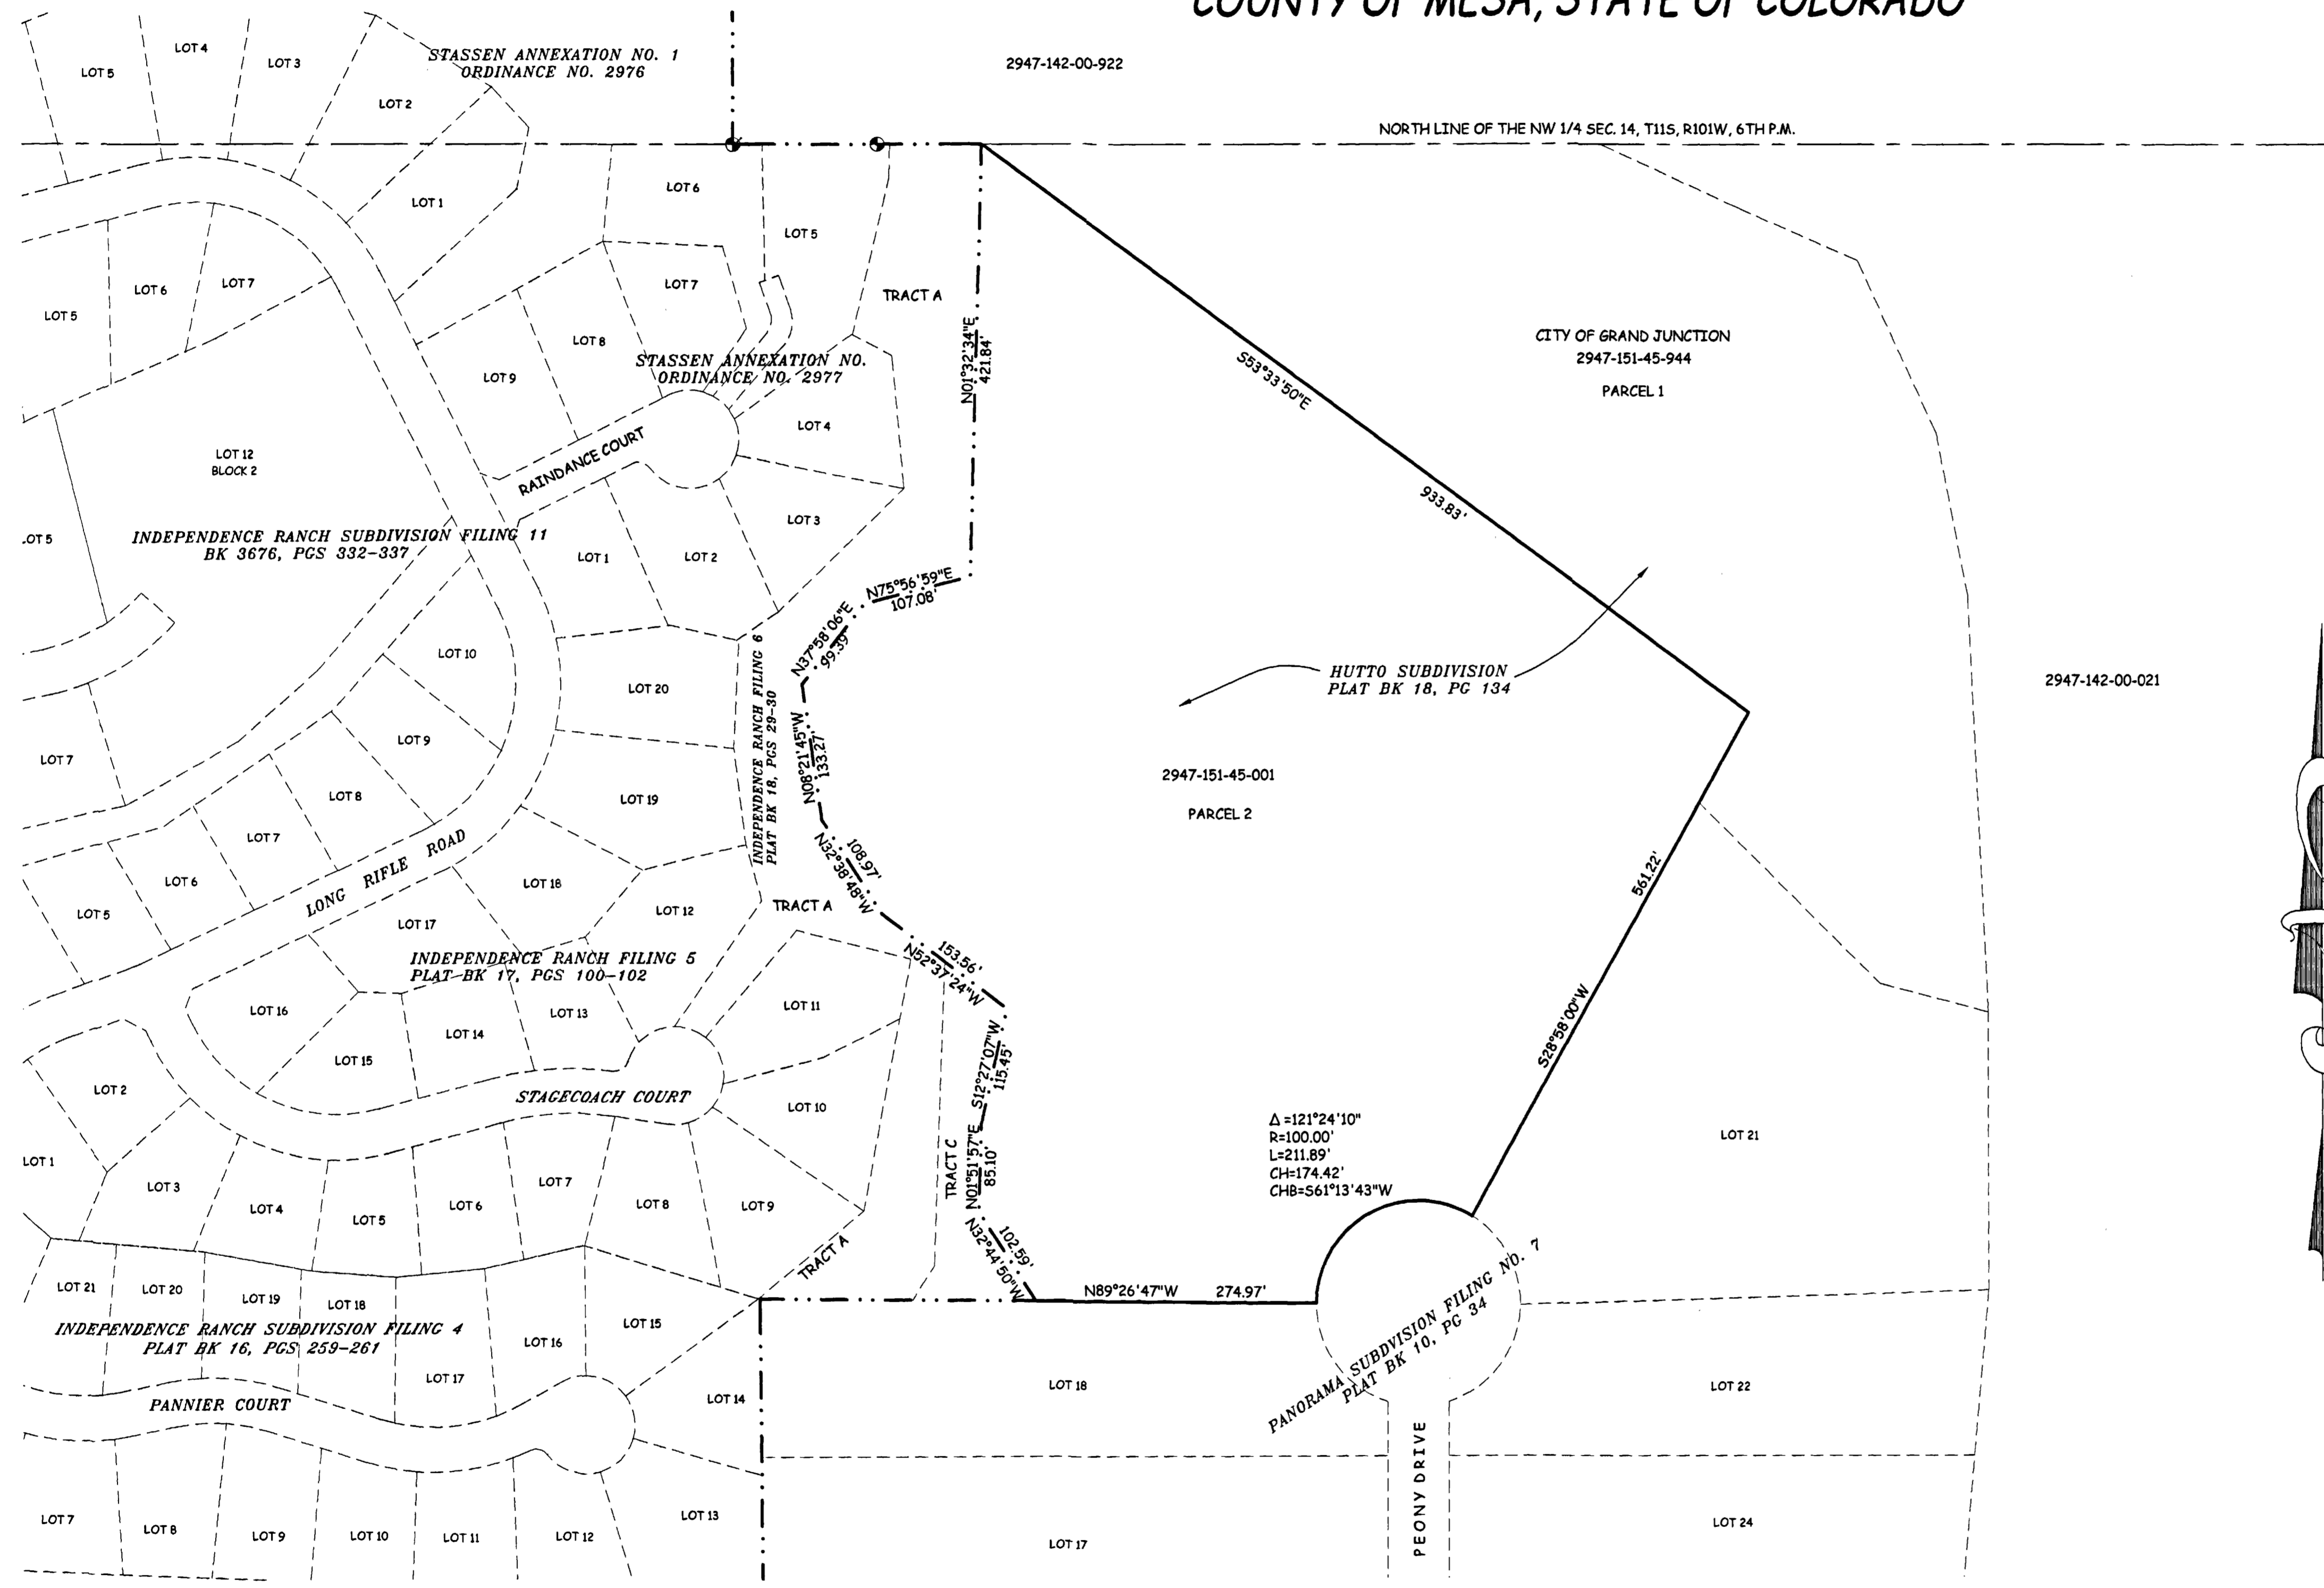 COUNTY OF MESA, STATE OF COLORADO
STASSEN ANNEXATION NO. 1
ORDINANCE NO. 2976
2947-142-00-922
NORTH LINE OF THE NW 1/4 SEC. 14, T11S, R101W, 6TH P.M.
LOT 5
LOT 4
LOT 3
LOT 2
LOT 1
LOT 6
LOT 5
LOT 7
TRACT A
LOT 5
LOT 6
LOT 7
LOT 8
LOT 9
STASSEN ANNEXATION NO.
ORDINANCE NO. 2977
LOT 4
RAINDANCE COURT
LOT 12
BLOCK 2
LOT 3
LOT 1
LOT 2
.OT 5
INDEPENDENCE RANCH SUBDIVISION FILING 11
BK 3676, PGS 332-337
N01°32'34"E
421.84'
S53°33'50"E
933.83'
CITY OF GRAND JUNCTION
2947-151-45-944
PARCEL 1
N75°56'59"E
107.08'
N37°58'06"E
99.39'
HUTTO SUBDIVISION
PLAT BK 18, PG 134
2947-142-00-021
LOT 10
LOT 20
LOT 9
LOT 7
LOT 8
LOT 19
INDEPENDENCE RANCH FILING 6
PLAT BK 18, PGS 29-30
N08°21'45"W
133.27'
2947-151-45-001
PARCEL 2
LOT 7
LOT 6
LOT 5
LONG RIFLE ROAD
LOT 18
LOT 12
LOT 17
TRACT A
108.97'
N32°38'48"W
561.22'
S28°58'00"W
INDEPENDENCE RANCH FILING 5
PLAT BK 17, PGS 100-102
153.56'
N52°37'24"W
LOT 16
LOT 15
LOT 14
LOT 13
LOT 11
S12°27'07"W
115.45'
LOT 2
STAGECOACH COURT
LOT 10
LOT 1
LOT 3
LOT 4
LOT 5
LOT 6
LOT 7
LOT 8
LOT 9
TRACT C
N01°51'57"E
85.10'
Δ =121°24'10"
R=100.00'
L=211.89'
CH=174.42'
CHB=S61°13'43"W
LOT 21
TRACT A
102.59'
N32°44'50"W
N89°26'47"W
274.97'
LOT 21
LOT 20
LOT 19
LOT 18
LOT 15
LOT 16
LOT 17
LOT 14
INDEPENDENCE RANCH SUBDIVISION FILING 4
PLAT BK 16, PGS 259-261
PANNIER COURT
PANORAMA SUBDVISION FILING NO. 7
PLAT BK 10, PG 34
LOT 18
LOT 22
LOT 7
LOT 8
LOT 9
LOT 10
LOT 11
LOT 12
LOT 13
LOT 17
PEONY DRIVE
LOT 24